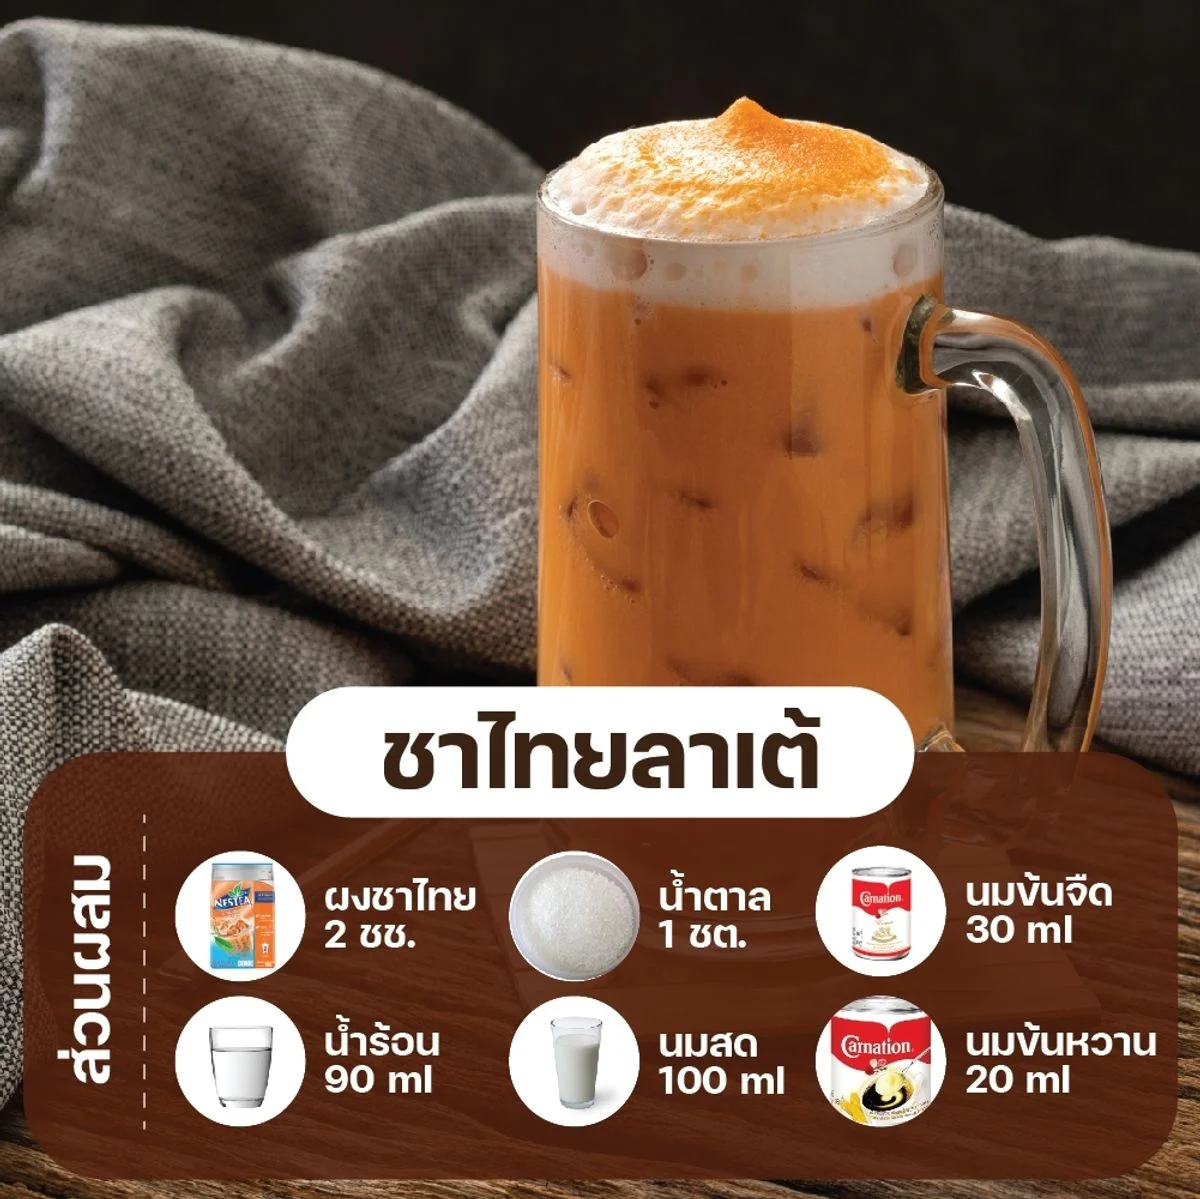 ชาไทยลาเต้
ส่วนผสม
NESTEA
ผงชาไทย
2 ชช.
น้ำตาล
1 ชต.
Carnation
นมข้นจืด
30 ml
น้ำร้อน
90 ml
นมสด
100 ml
Carnation
นมข้นหวาน
20 ml